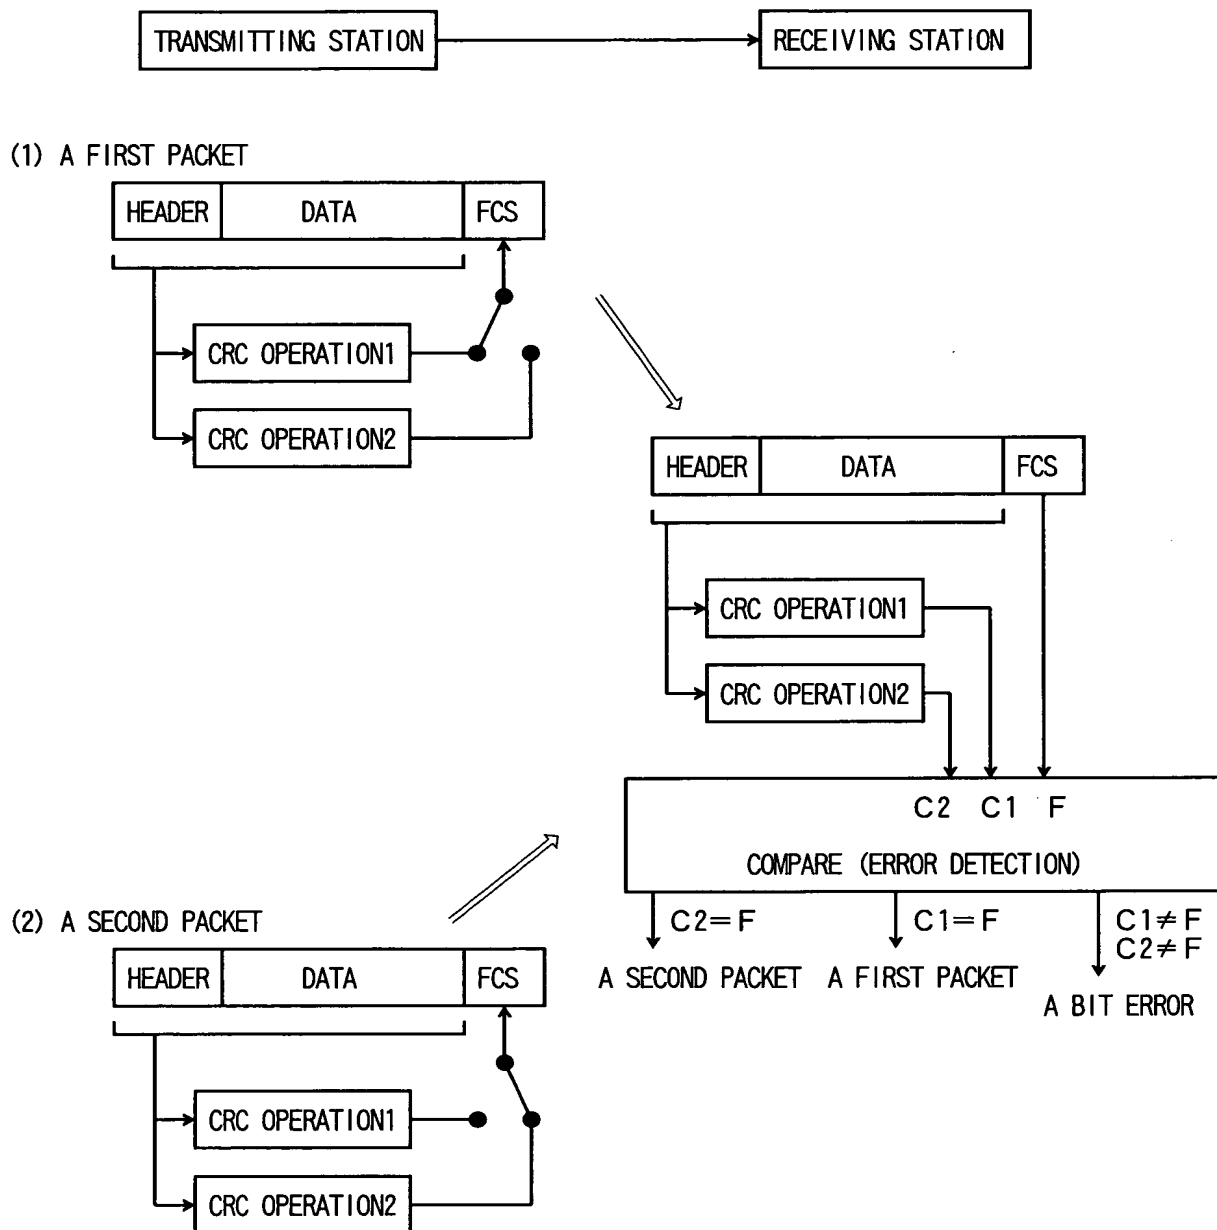 TRANSMITTING STATION
RECEIVING STATION
(1) A FIRST PACKET
HEADER DATA FCS
CRC OPERATION1
CRC OPERATION2
HEADER DATA FCS
CRC OPERATION1
CRC OPERATION2
C2 C1 F
COMPARE (ERROR DETECTION)
C2=F
C1=F
C1≠F
C2≠F
A SECOND PACKET
A FIRST PACKET
A BIT ERROR
(2) A SECOND PACKET
HEADER DATA FCS
CRC OPERATION1
CRC OPERATION2